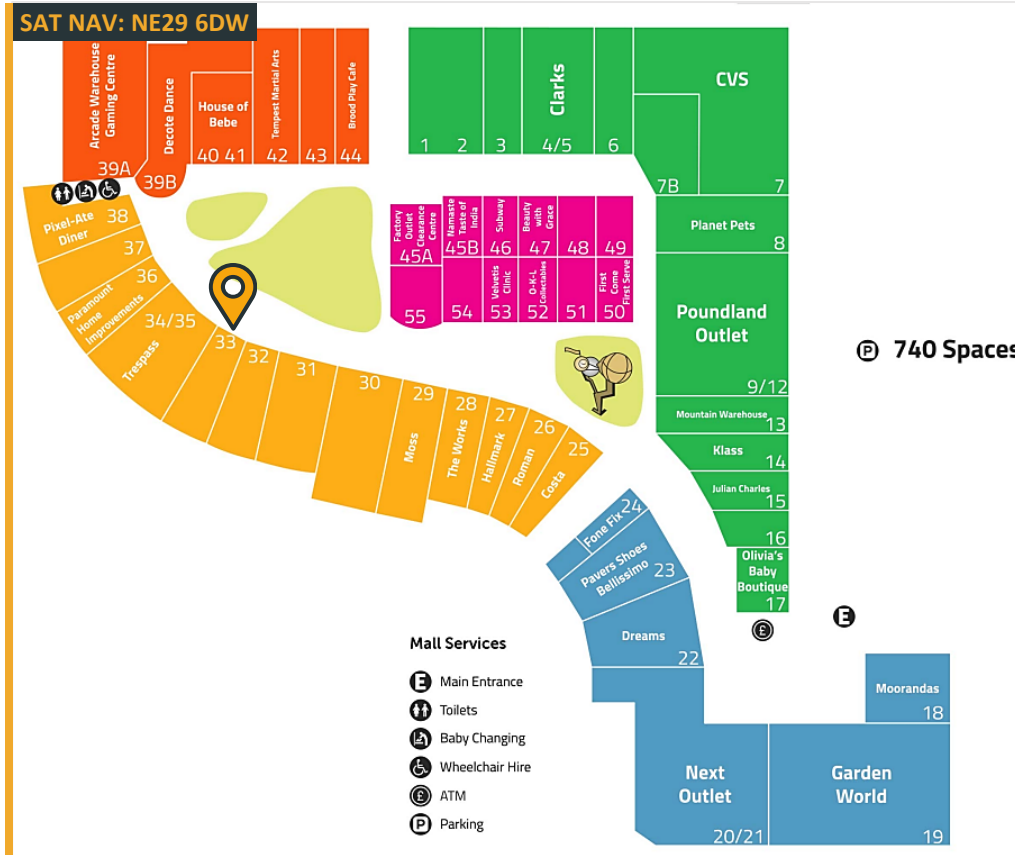 SAT NAV: NE29 6DW
Arcade Warehouse
Gaming Centre
39A
Decote Dance
39B
House of
Bebe
40 41
Tempest Martial Arts
42
43
Brood Play Cafe
44
1
2
3
Clarks
4/5
6
CVS
7B
7
Planet Pets
8
Poundland
Outlet
9/12
P 740 Spaces
Mountain Warehouse
13
Klass
14
Julian Charles
15
16
Olivia's
Baby
Boutique
17
£
E
Factory
Outlet
Clearance
Centre
45A
Namaste
Taste of
India
45B
Subway
46
Beauty
with
Grace
47
48
49
55
54
Velvetis
Clinic
53
O-K-L
Collectables
52
51
First
Come
First Serve
50
Pixel-Ate
Diner
38
37
36
Paramount
Home
Improvements
34/35
Trespass
33
32
31
30
29
Moss
28
The Works
27
Hallmark
26
Roman
25
Costa
Fone Fix
24
Pavers Shoes
Bellissimo
23
Dreams
22
Moorandas
18
Next
Outlet
20/21
Garden
World
19
Mall Services
E Main Entrance
Toilets
Baby Changing
Wheelchair Hire
£ ATM
P Parking